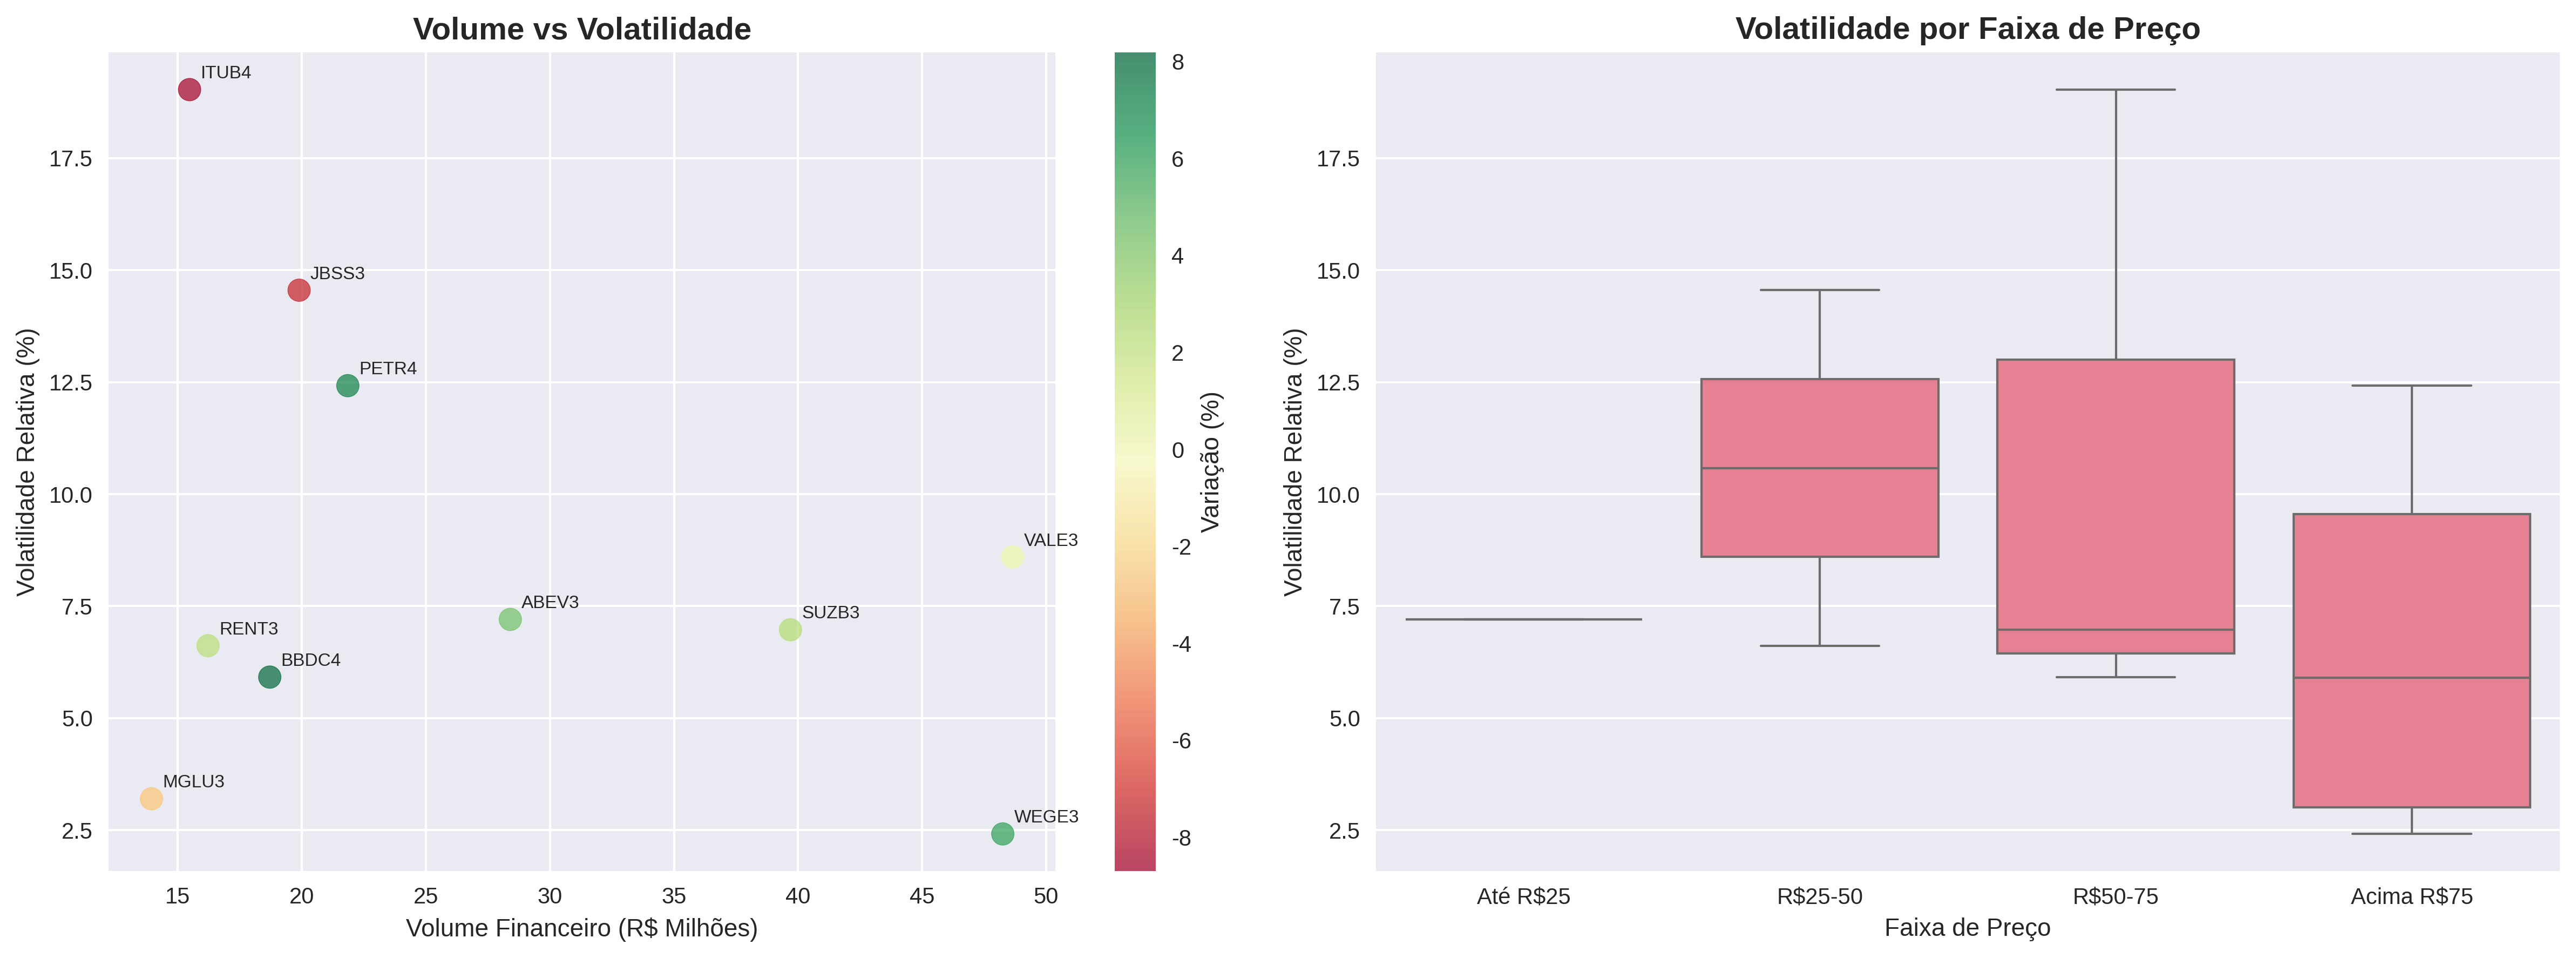 Volume vs Volatilidade
ITUB4
JBSS3
PETR4
VALE3
ABEV3
SUZB3
RENT3
BBDC4
MGLU3
WEGE3
17.5
15.0
12.5
10.0
7.5
5.0
2.5
Volatilidade Relativa (%)
15 20 25 30 35 40 45 50
Volume Financeiro (R$ Milhões)
8
6
4
2
0
-2
-4
-6
-8
Variação (%)
Volatilidade por Faixa de Preço
17.5
15.0
12.5
10.0
7.5
5.0
2.5
Volatilidade Relativa (%)
Até R$25 R$25-50 R$50-75 Acima R$75
Faixa de Preço